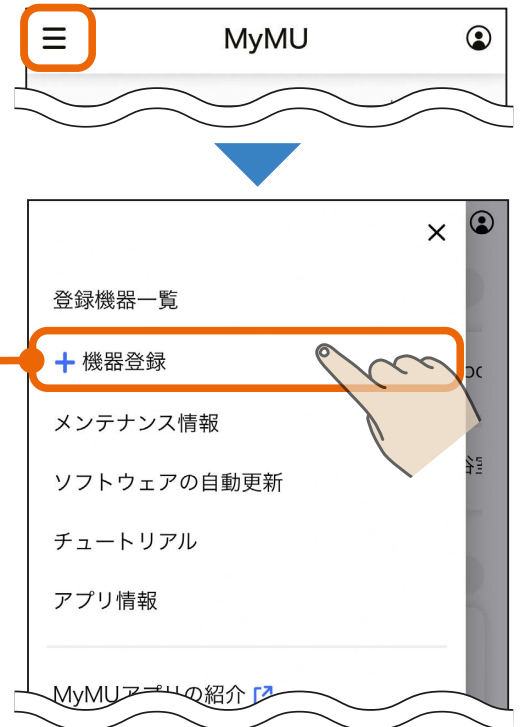 MyMU
登録機器一覧
+ 機器登録
メンテナンス情報
ソフトウェアの自動更新
チュートリアル
アプリ情報
MyMUアプリの紹介